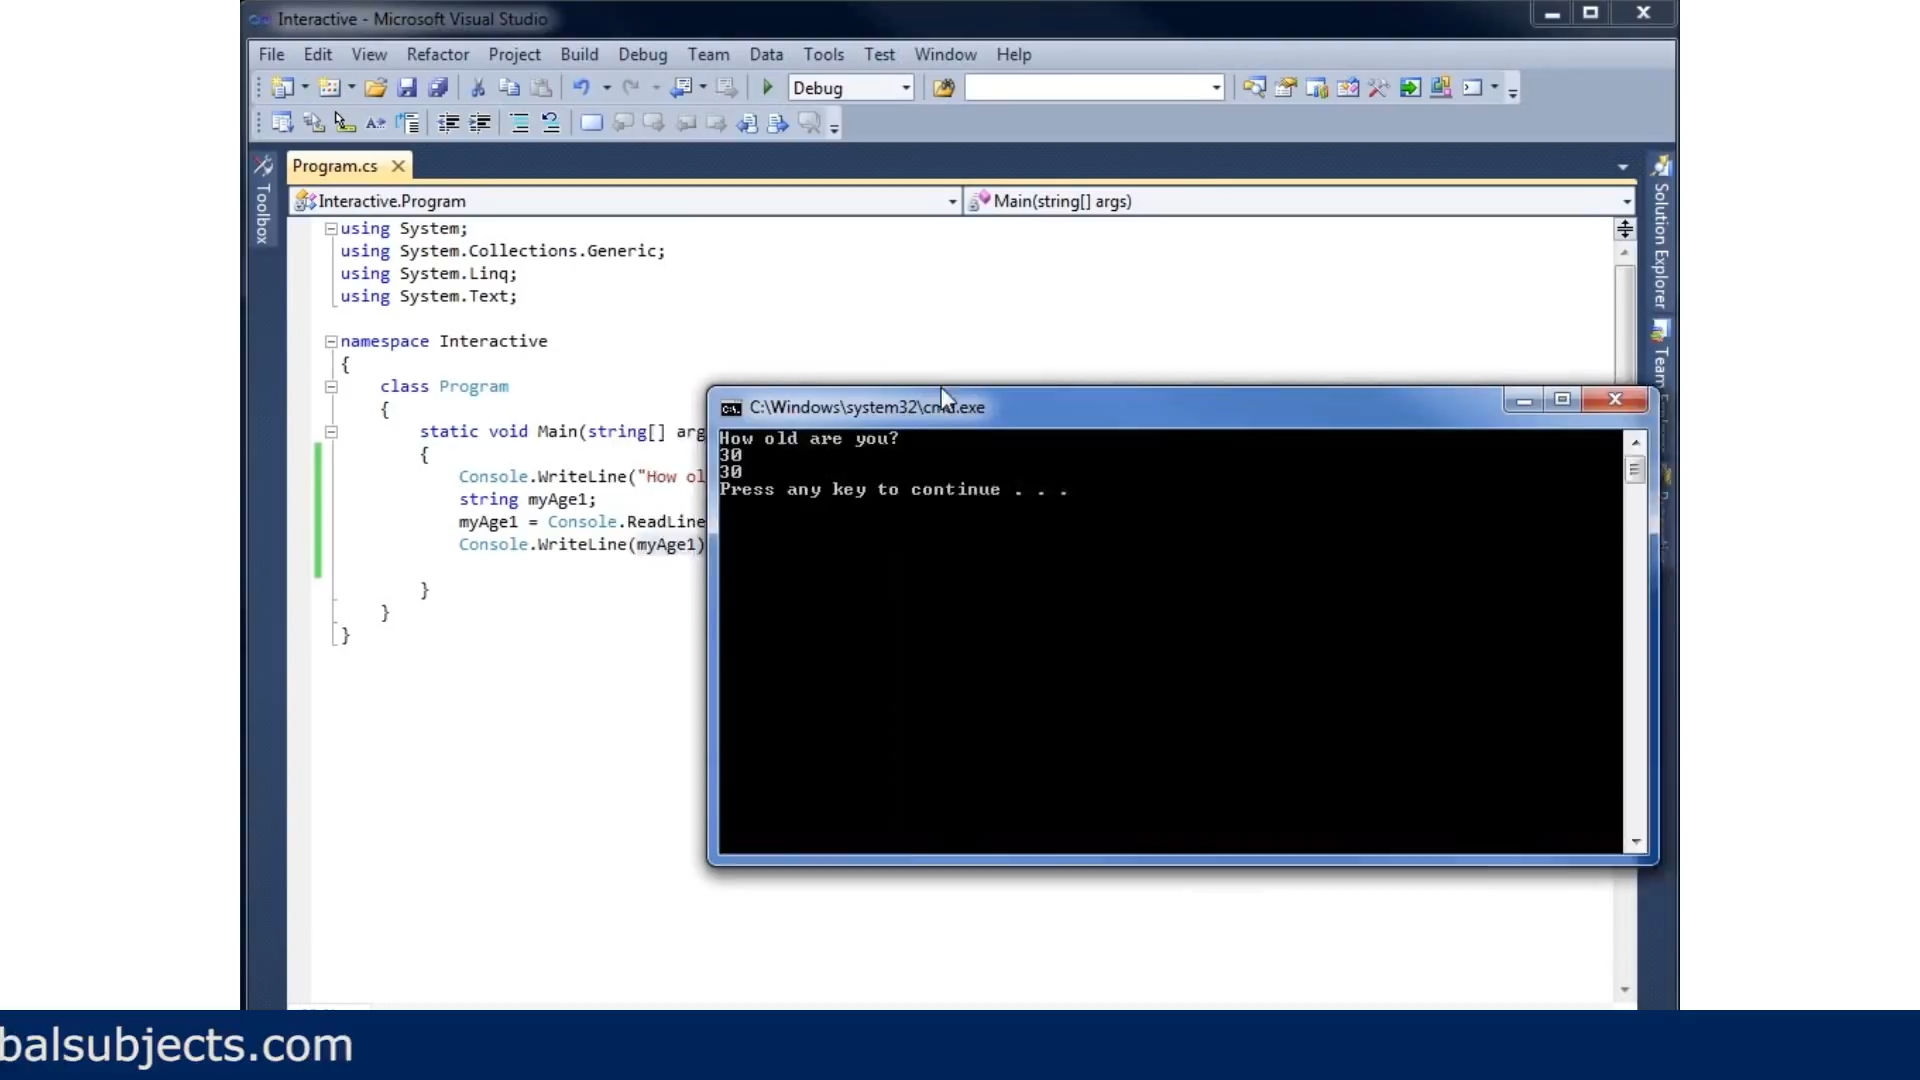 Interactive - Microsoft Visual Studio
File Edit View Refactor Project Build Debug Team Data Tools Test Window Help
Debug
Program.cs
Interactive.Program
Main(string[] args)
using System;
using System.Collections.Generic;
using System.Linq;
using System.Text;
namespace Interactive
{
class Program
{
static void Main(string[] arg
{
Console.WriteLine("How ol
string myAge1;
myAge1 = Console.ReadLine
Console.WriteLine(myAge1)
}
}
}
C:\Windows\system32\cmd.exe
How old are you?
30
30
Press any key to continue . . .
Toolbox
Solution Explorer
Team
balsubjects.com